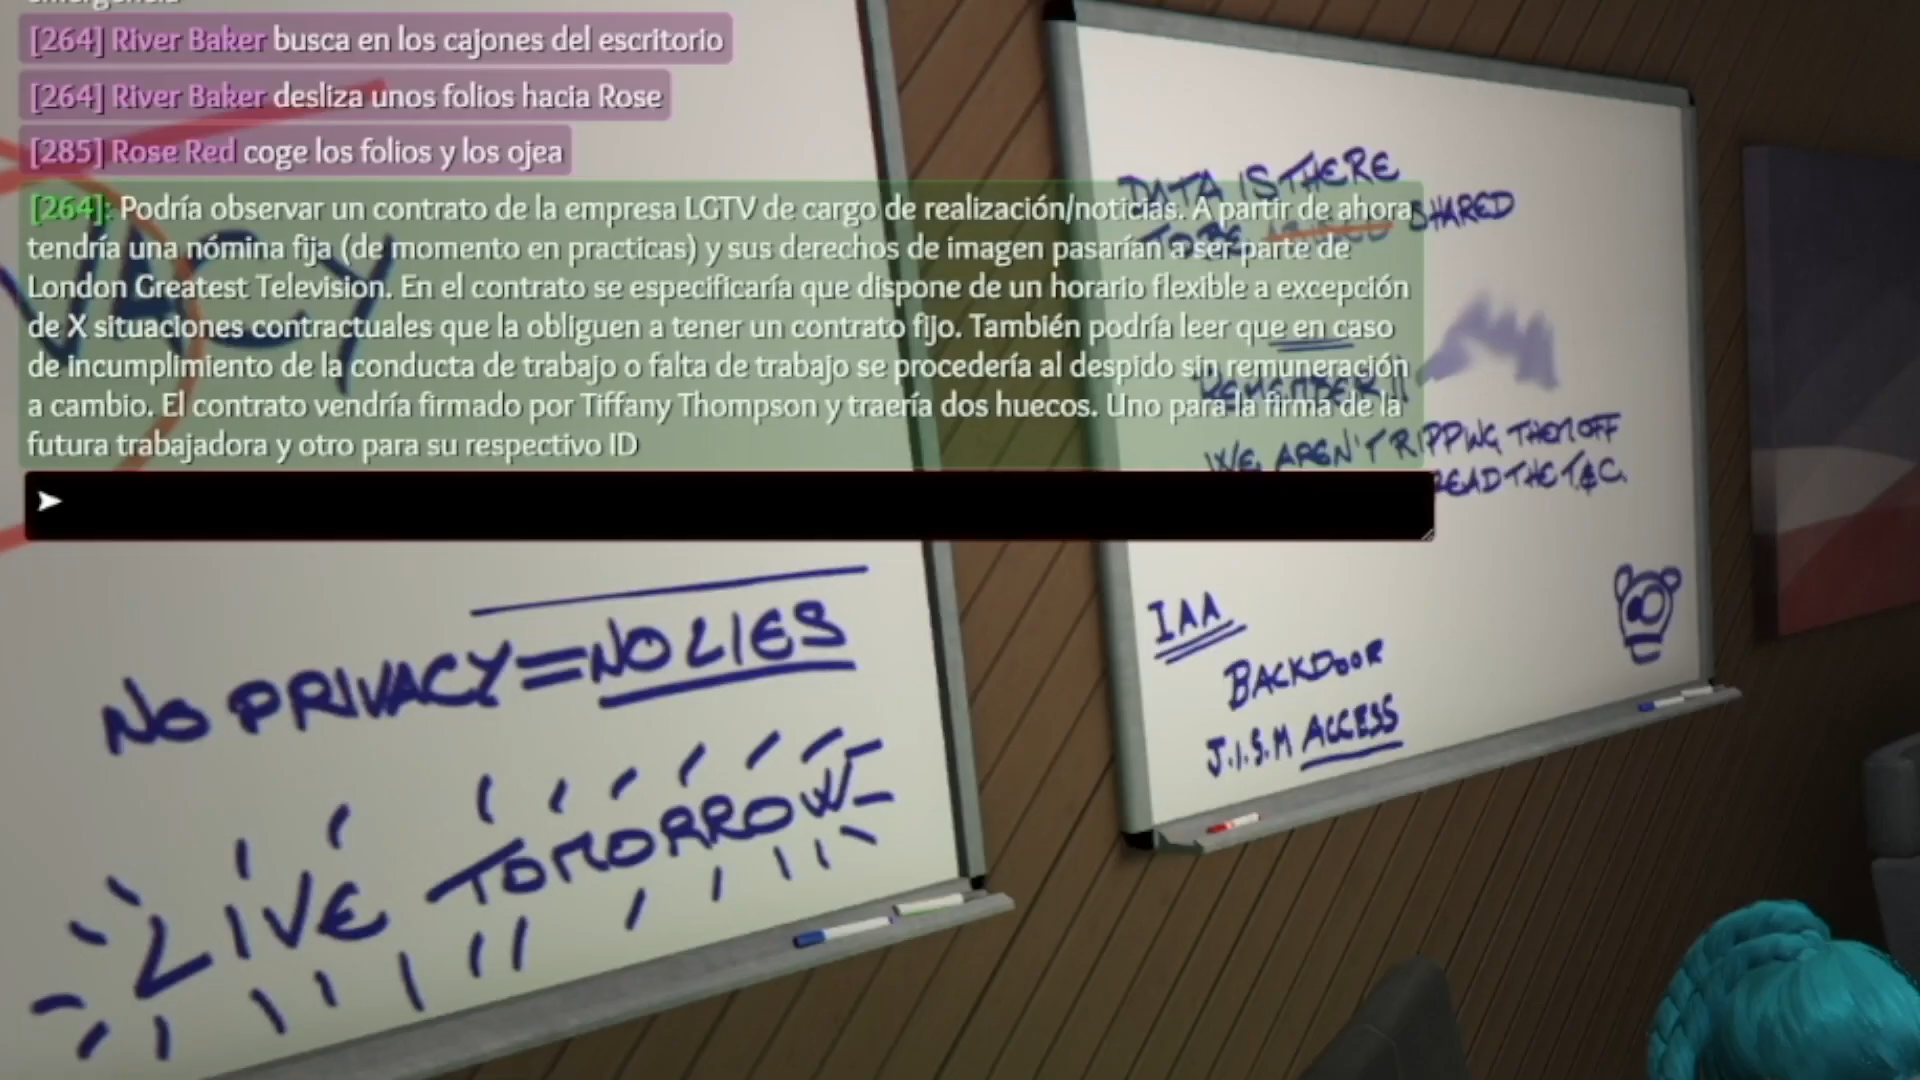 [264] River Baker busca en los cajones del escritorio
[264] River Baker desliza unos folios hacia Rose
[285] Rose Red coge los folios y los ojea
[264]: Podría observar un contrato de la empresa LGTV de cargo de realización/noticias. A partir de ahora
tendría una nómina fija (de momento en practicas) y sus derechos de imagen pasarían a ser parte de
London Greatest Television. En el contrato se especificaría que dispone de un horario flexible a excepción
de X situaciones contractuales que la obliguen a tener un contrato fijo. También podría leer que en caso
de incumplimiento de la conducta de trabajo o falta de trabajo se procedería al despido sin remuneración
a cambio. El contrato vendría firmado por Tiffany Thompson y traería dos huecos. Uno para la firma de la
futura trabajadora y otro para su respectivo ID
VACY
NO PRIVACY = NO LIES
LIVE TOMORROW
DATA IS THERE
TO BE SHARED
REMEMBER!!
WE AREN'T RIPPING THEM OFF
READ THE T&C.
IAA
BACKDOOR
J.I.S.M ACCESS